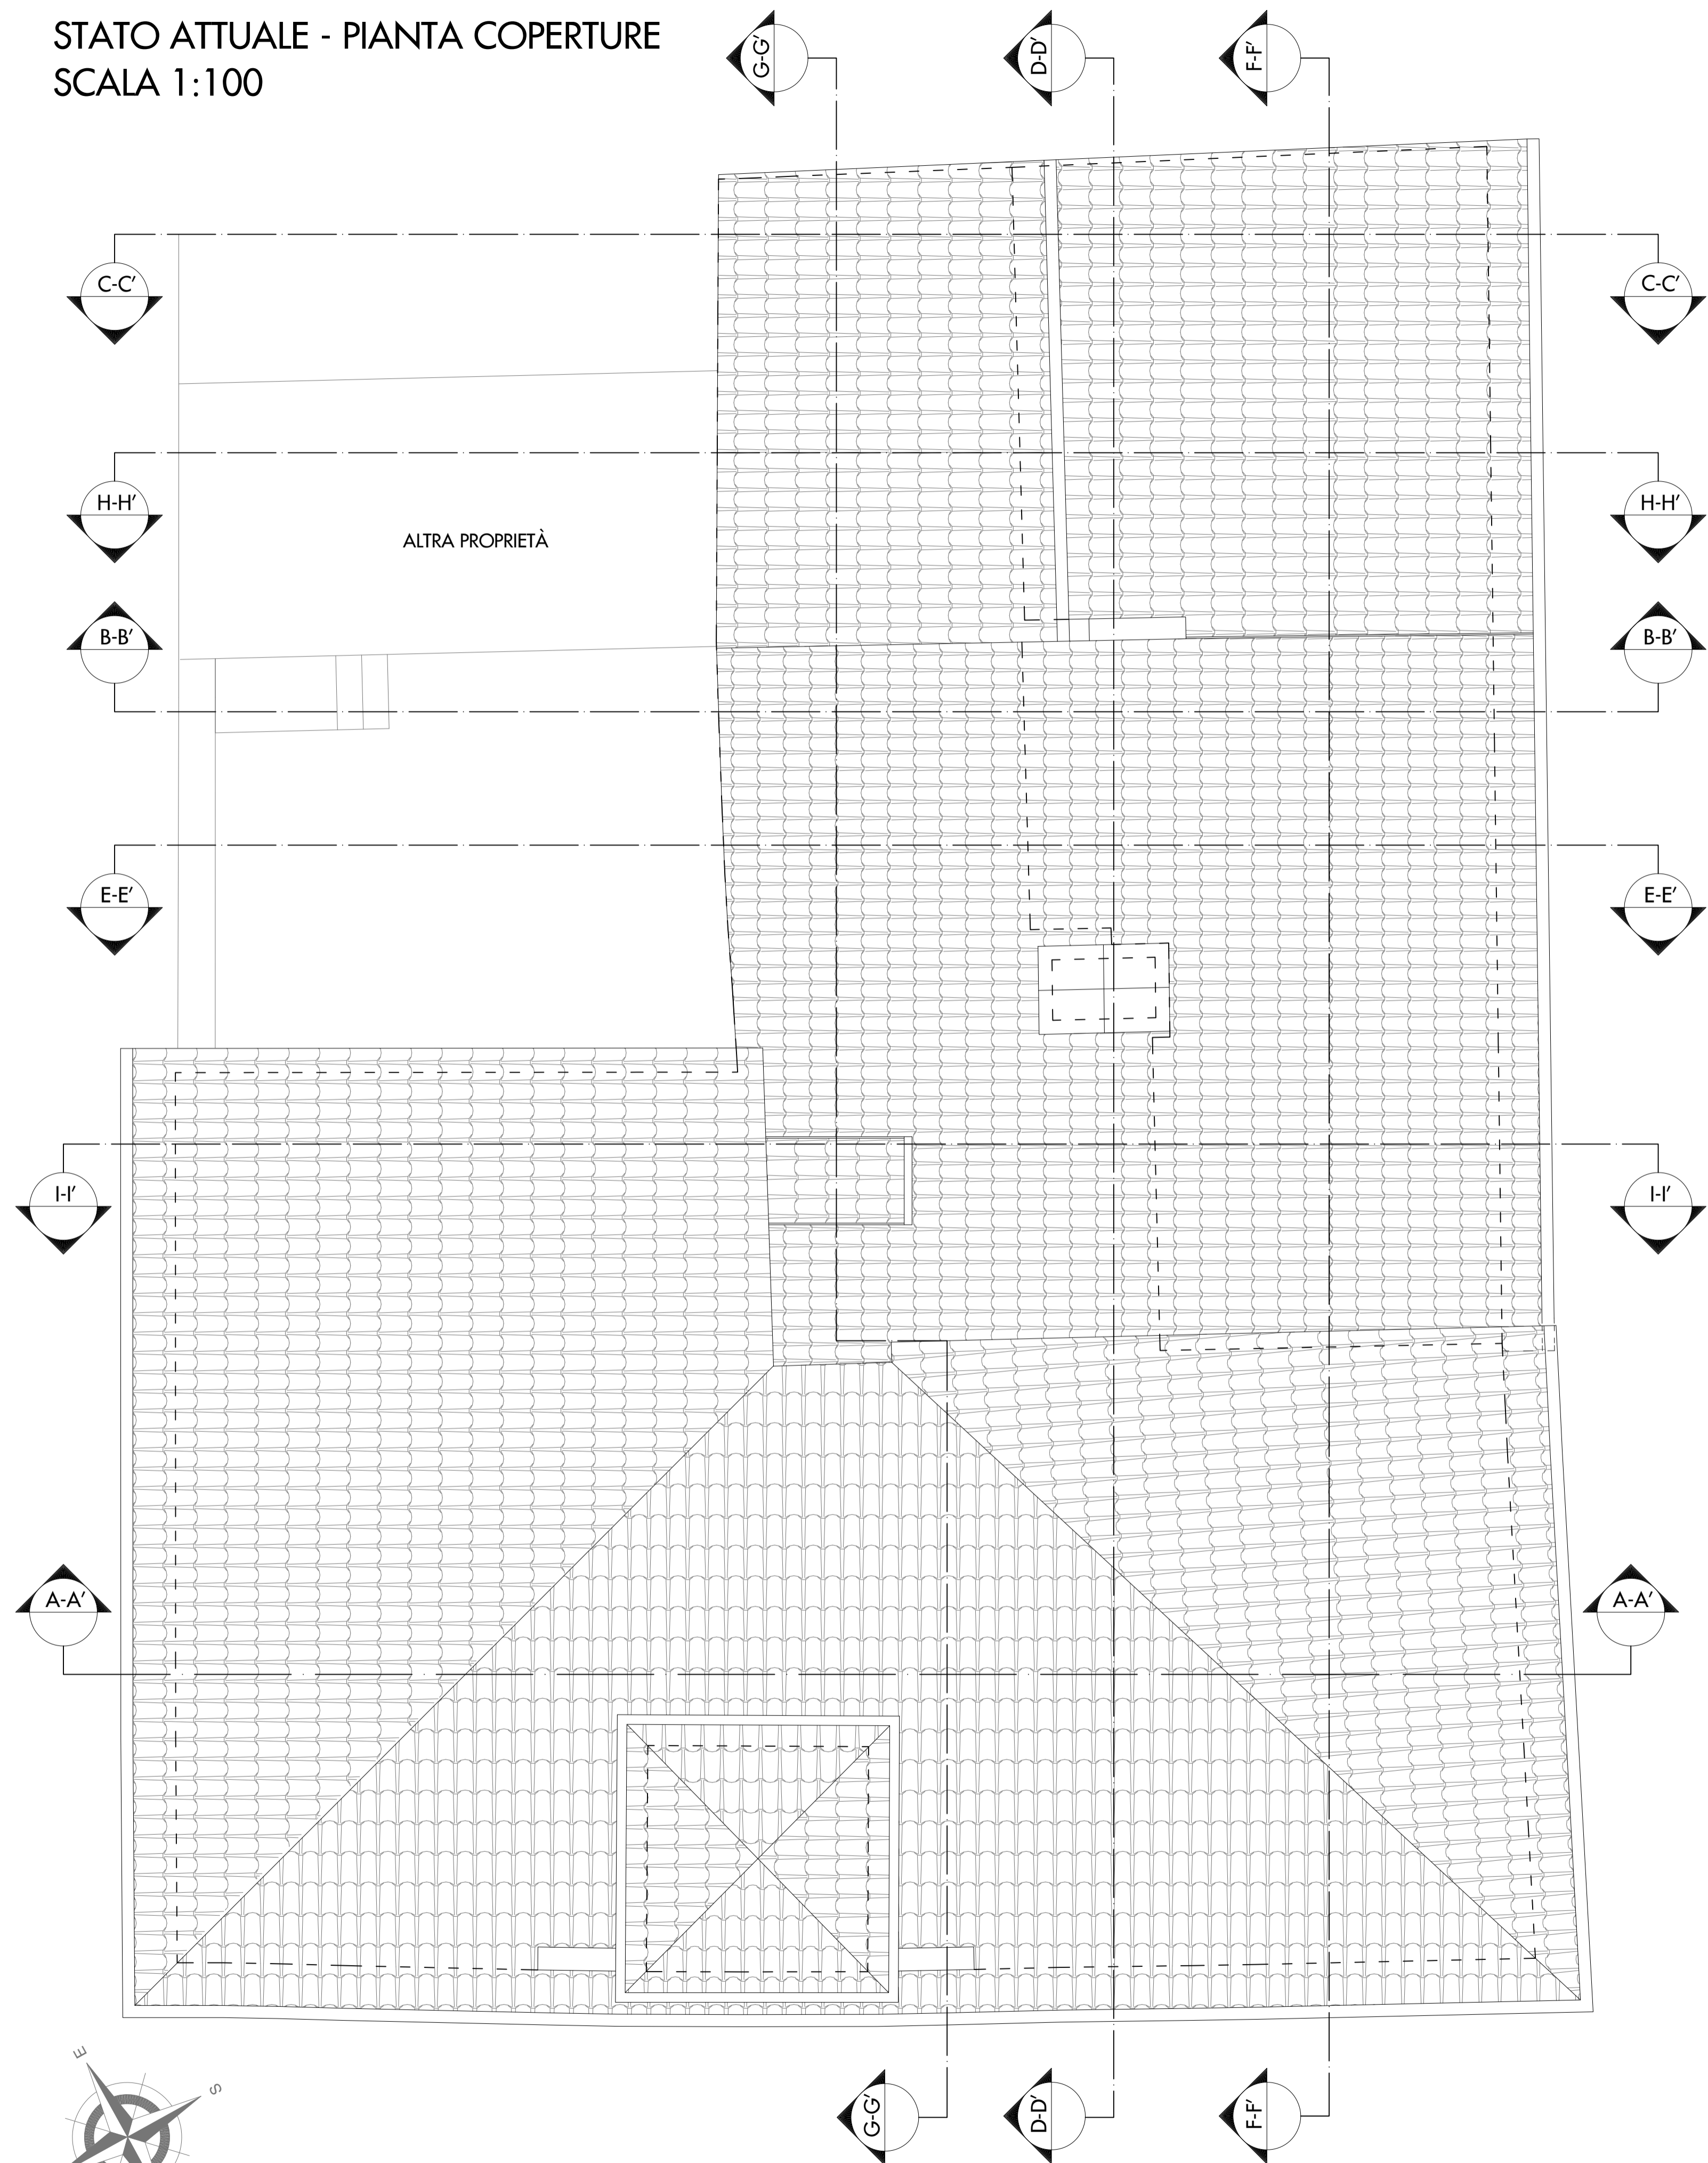 STATO ATTUALE - PIANTA COPERTURE
SCALA 1:100
G-G'
D-D'
F-F'
C-C'
C-C'
H-H'
H-H'
ALTRA PROPRIETÀ
B-B'
B-B'
E-E'
E-E'
I-I'
I-I'
A-A'
A-A'
E
S
G-G'
D-D'
F-F'